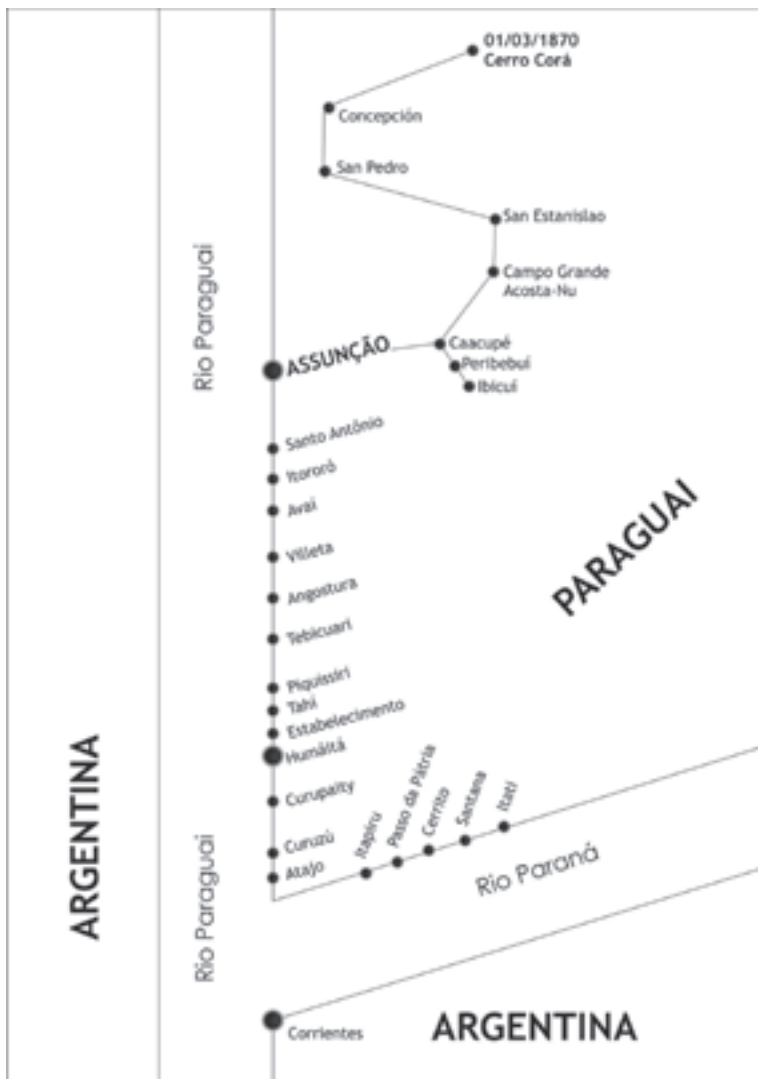 01/03/1870
Cerro Corá
Concepción
San Pedro
San Estanislao
Campo Grande
Acosta-Nu
Rio Paraguai
ASSUNÇÃO
Caacupé
Peribebuí
Ibicuí
Santo Antônio
Itororó
Avaí
Villeta
Angostura
Tebicuari
Piquissiri
Tahi
Estabelecimento
Humáitá
Curupaity
Curuzú
Atajo
PARAGUAI
ARGENTINA
Rio Paraguai
Itapiru
Passo da Pátria
Cerrito
Santana
Itati
Rio Paraná
Corrientes
ARGENTINA